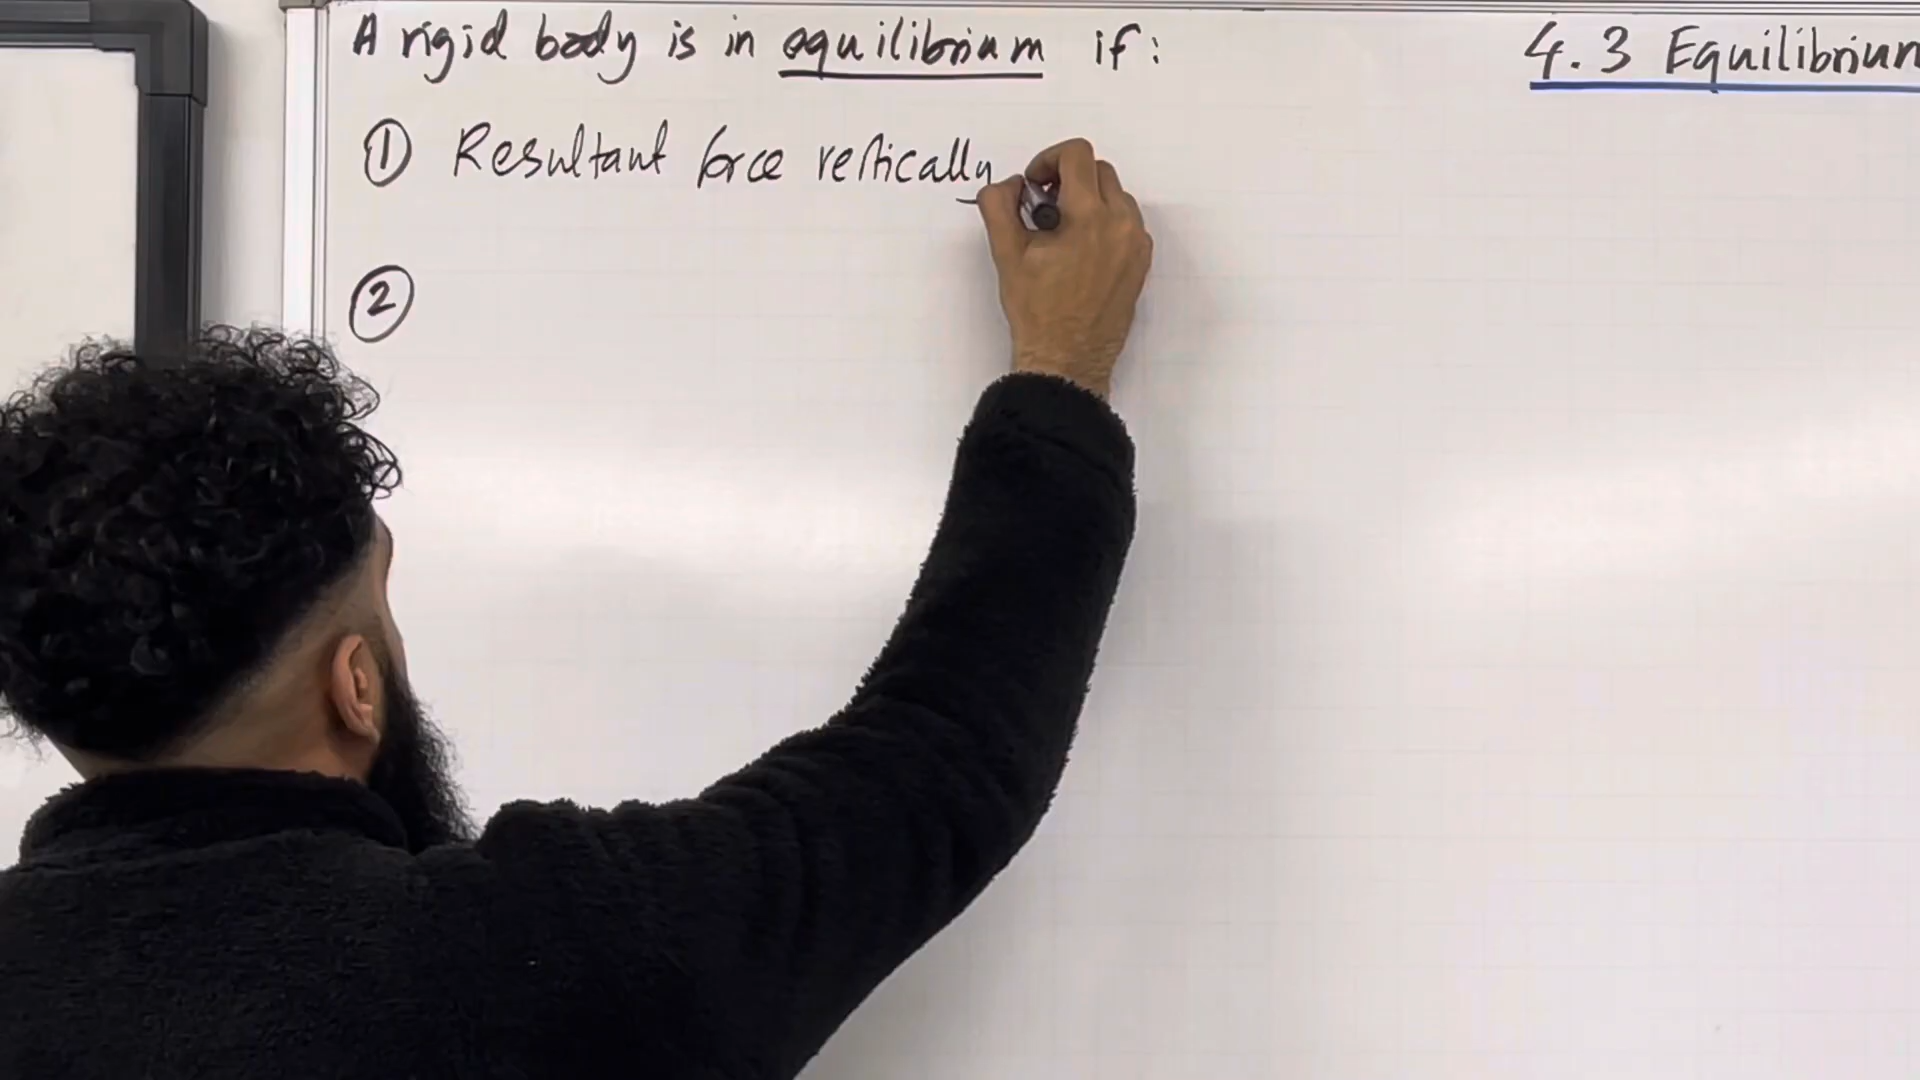 A rigid body is in equilibrium if:
4.3 Equilibrium
① Resultant force vertically
②